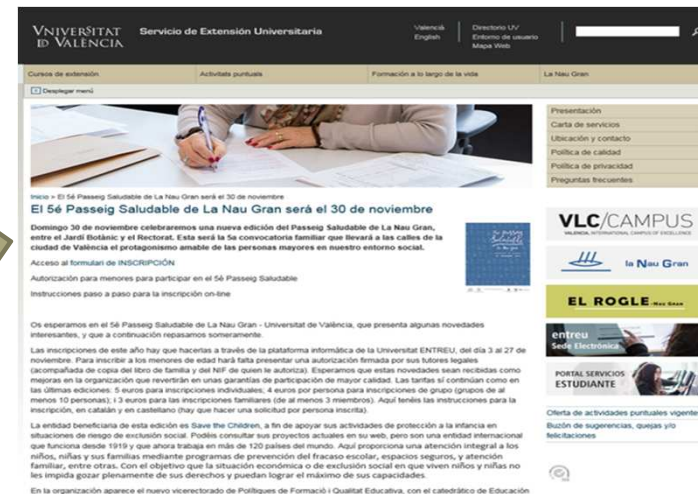 VNIVERSITAT
ID VALÈNCIA
Servicio de Extensión Universitaria
Valencià
English
Directorio UV
Entorno de usuario
Mapa Web
Cursos de extensión
Activitats puntuals
Formación a lo largo de la vida
La Nau Gran
Desplegar menú
Inicio > El 5é Passeig Saludable de La Nau Gran será el 30 de noviembre
El 5é Passeig Saludable de La Nau Gran será el 30 de noviembre
Domingo 30 de noviembre celebraremos una nueva edición del Passeig Saludable de La Nau Gran,
entre el Jardí Botànic y el Rectorat. Esta será la 5a convocatoria familiar que llevará a las calles de la
ciudad de València el protagonismo amable de las personas mayores en nuestro entorno social.
Acceso al formulari de INSCRIPCIÓN
Autorización para menores para participar en el 5é Passeig Saludable
Instrucciones paso a paso para la inscripción on-line
Os esperamos en el 5é Passeig Saludable de La Nau Gran - Universitat de València, que presenta algunas novedades
interesantes, y que a continuación repasamos someramente.
Las inscripciones de este año hay que hacerlas a través de la plataforma informática de la Universitat ENTREU, del día 3 al 27 de
noviembre. Para inscribir a los menores de edad hará falta presentar una autorización firmada por sus tutores legales
(acompañada de copia del libro de familia y del NIF de quien le autoriza). Esperamos que estas novedades sean recibidas como
mejoras en la organización que revertirán en unas garantías de participación de mayor calidad. Las tarifas sí continúan como en
las últimas ediciones: 5 euros para inscripciones individuales; 4 euros por persona para inscripciones de grupo (grupos de al
menos 10 personas); i 3 euros para las inscripciones familiares (de al menos 3 miembros). Aquí tenéis las instrucciones para la
inscripción, en catalán y en castellano (hay que hacer una solicitud por persona inscrita).
La entidad beneficiaria de esta edición es Save the Children, a fin de apoyar sus actividades de protección a la infancia en
situaciones de riesgo de exclusión social. Podéis consultar sus proyectos actuales en su web, pero son una entidad internacional
que funciona desde 1919 y que ahora trabaja en más de 120 países del mundo. Aquí proporciona una atención integral a los
niños, niñas y sus familias mediante programas de prevención del fracaso escolar, espacios seguros, y atención
familiar, entre otras. Con el objetivo que la situación económica o de exclusión social en que viven niños y niñas no
les impida gozar plenamente de sus derechos y puedan lograr el máximo de sus capacidades.
En la organización aparece el nuevo vicerectorado de Polítiques de Formació i Qualitat Educativa, con el catedrático de Educación
Presentación
Carta de servicios
Ubicación y contacto
Política de calidad
Política de privacidad
Preguntas frecuentes
VLC/CAMPUS
VALENCIA, INTERNATIONAL CAMPUS OF EXCELLENCE
la Nau Gran
EL ROGLE-Nau Gran
entreu
Sede Electrónica
PORTAL SERVICIOS
ESTUDIANTE
Oferta de actividades puntuales vigentes
Buzón de sugerencias, quejas y/o
felicitaciones